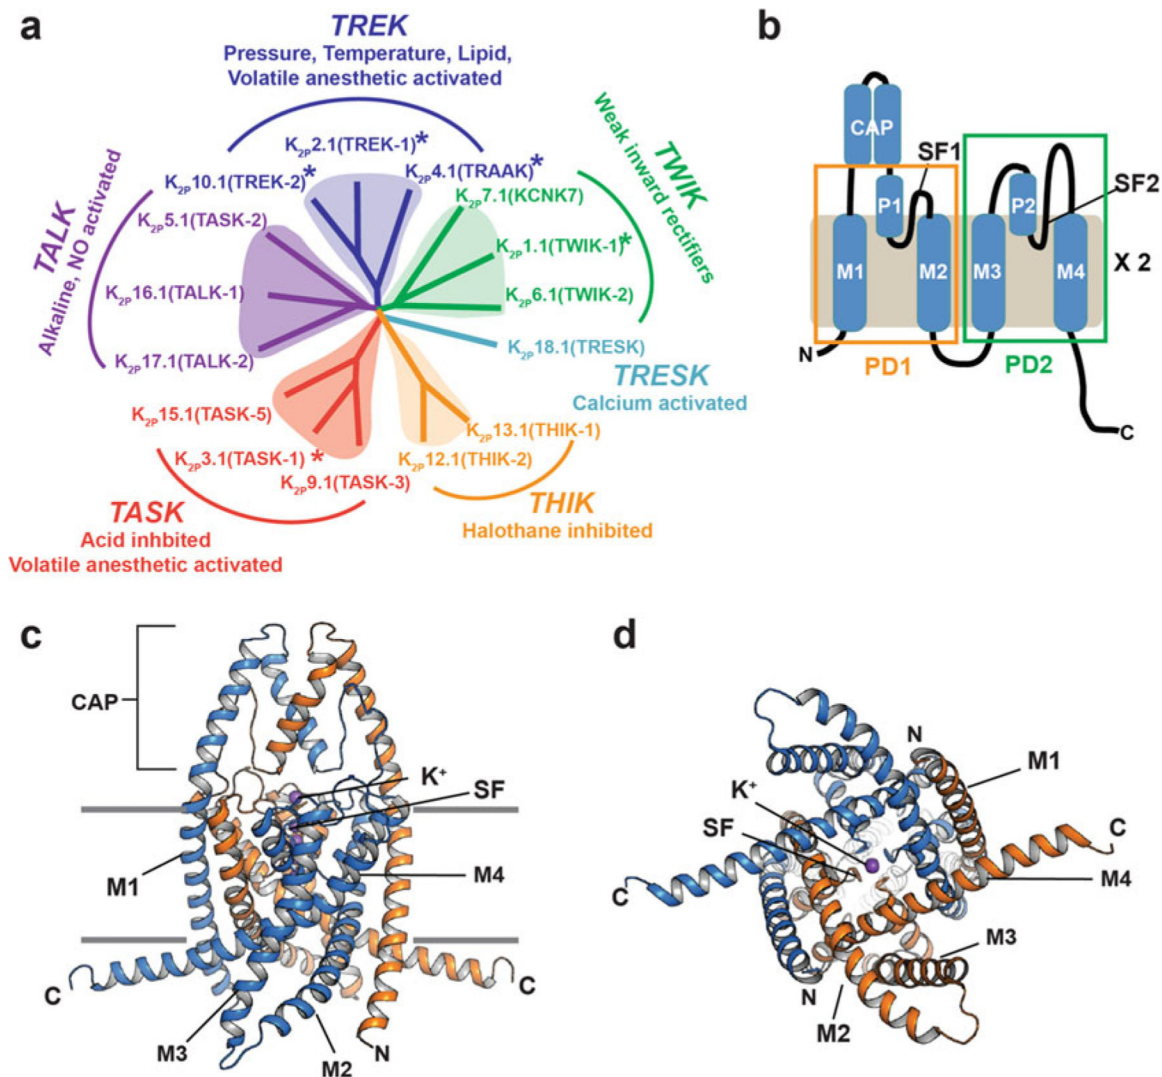 a
TREK
Pressure, Temperature, Lipid,
Volatile anesthetic activated
K2P2.1(TREK-1)*
K2P10.1(TREK-2)*
K2P4.1(TRAAK)*
TWIK
Weak inward rectifiers
K2P7.1(KCNK7)
K2P1.1(TWIK-1)*
K2P6.1(TWIK-2)
K2P18.1(TRESK)
TRESK
Calcium activated
K2P13.1(THIK-1)
K2P12.1(THIK-2)
THIK
Halothane inhibited
TALK
Alkaline, NO activated
K2P5.1(TASK-2)
K2P16.1(TALK-1)
K2P17.1(TALK-2)
K2P15.1(TASK-5)
K2P3.1(TASK-1)*
K2P9.1(TASK-3)
TASK
Acid inhbited
Volatile anesthetic activated
b
CAP
SF1
SF2
P1
P2
M1
M2
M3
M4
X 2
N
PD1
PD2
C
c
CAP
K+
SF
M1
M4
C
C
M3
M2
N
d
N
M1
K+
SF
C
C
M4
M3
N
M2